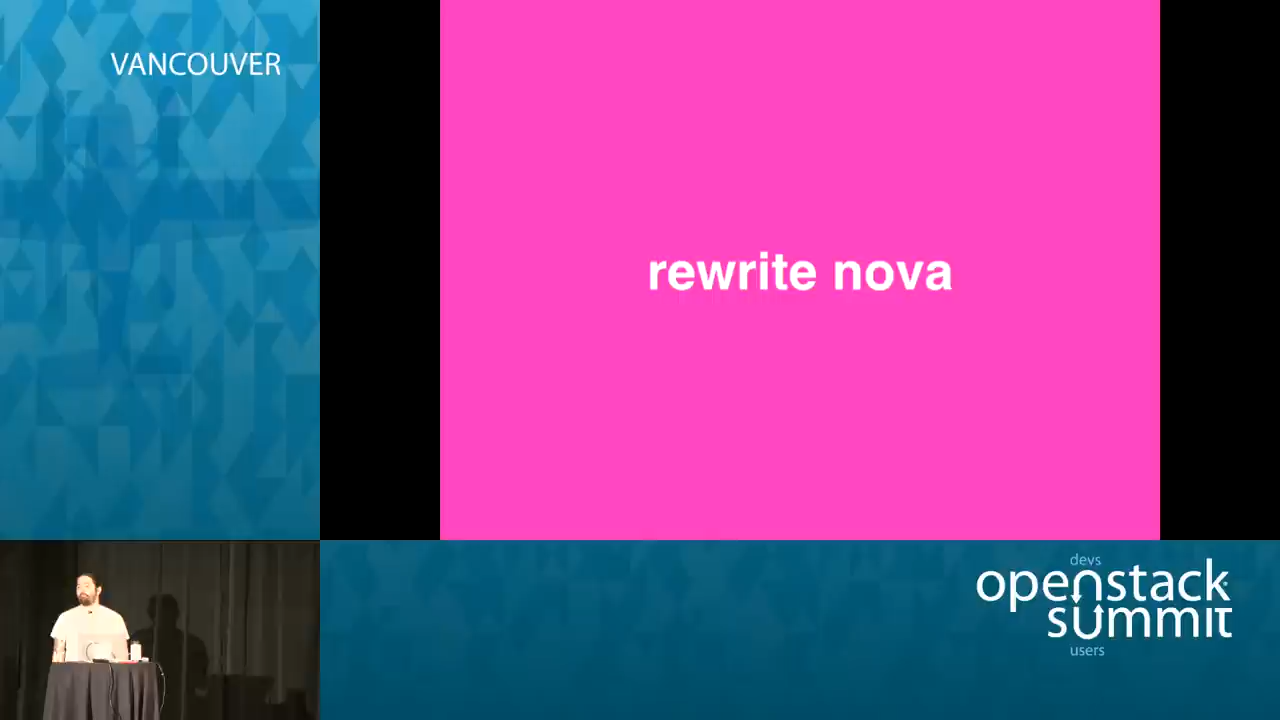 VANCOUVER
rewrite nova
devs
openstack
summit
users